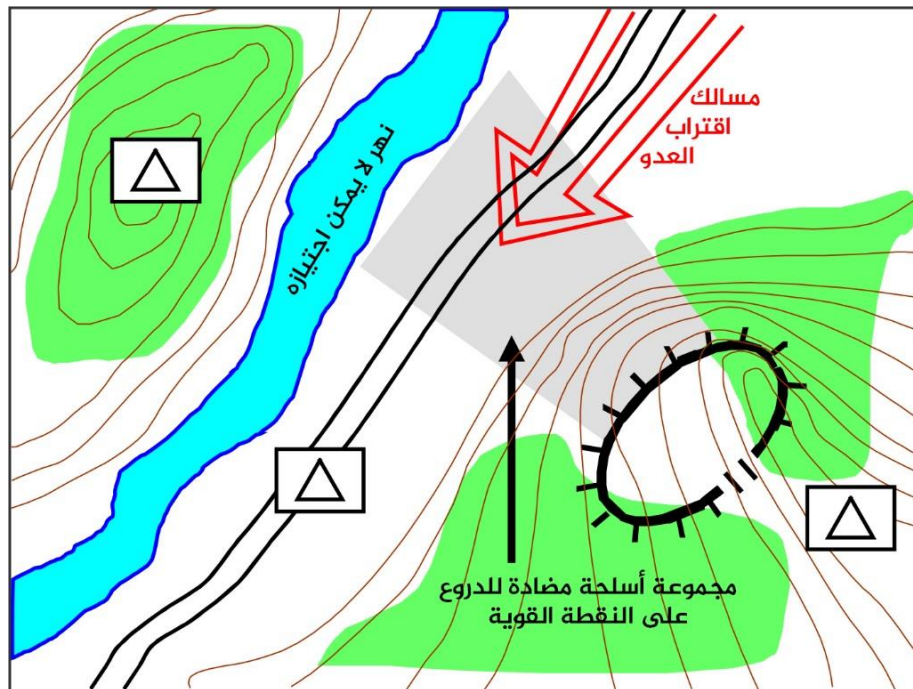 مسالك
اقتراب
العدو
نهر لا يمكن اجتيازه
مجموعة أسلحة مضادة للدروع
على النقطة القوية